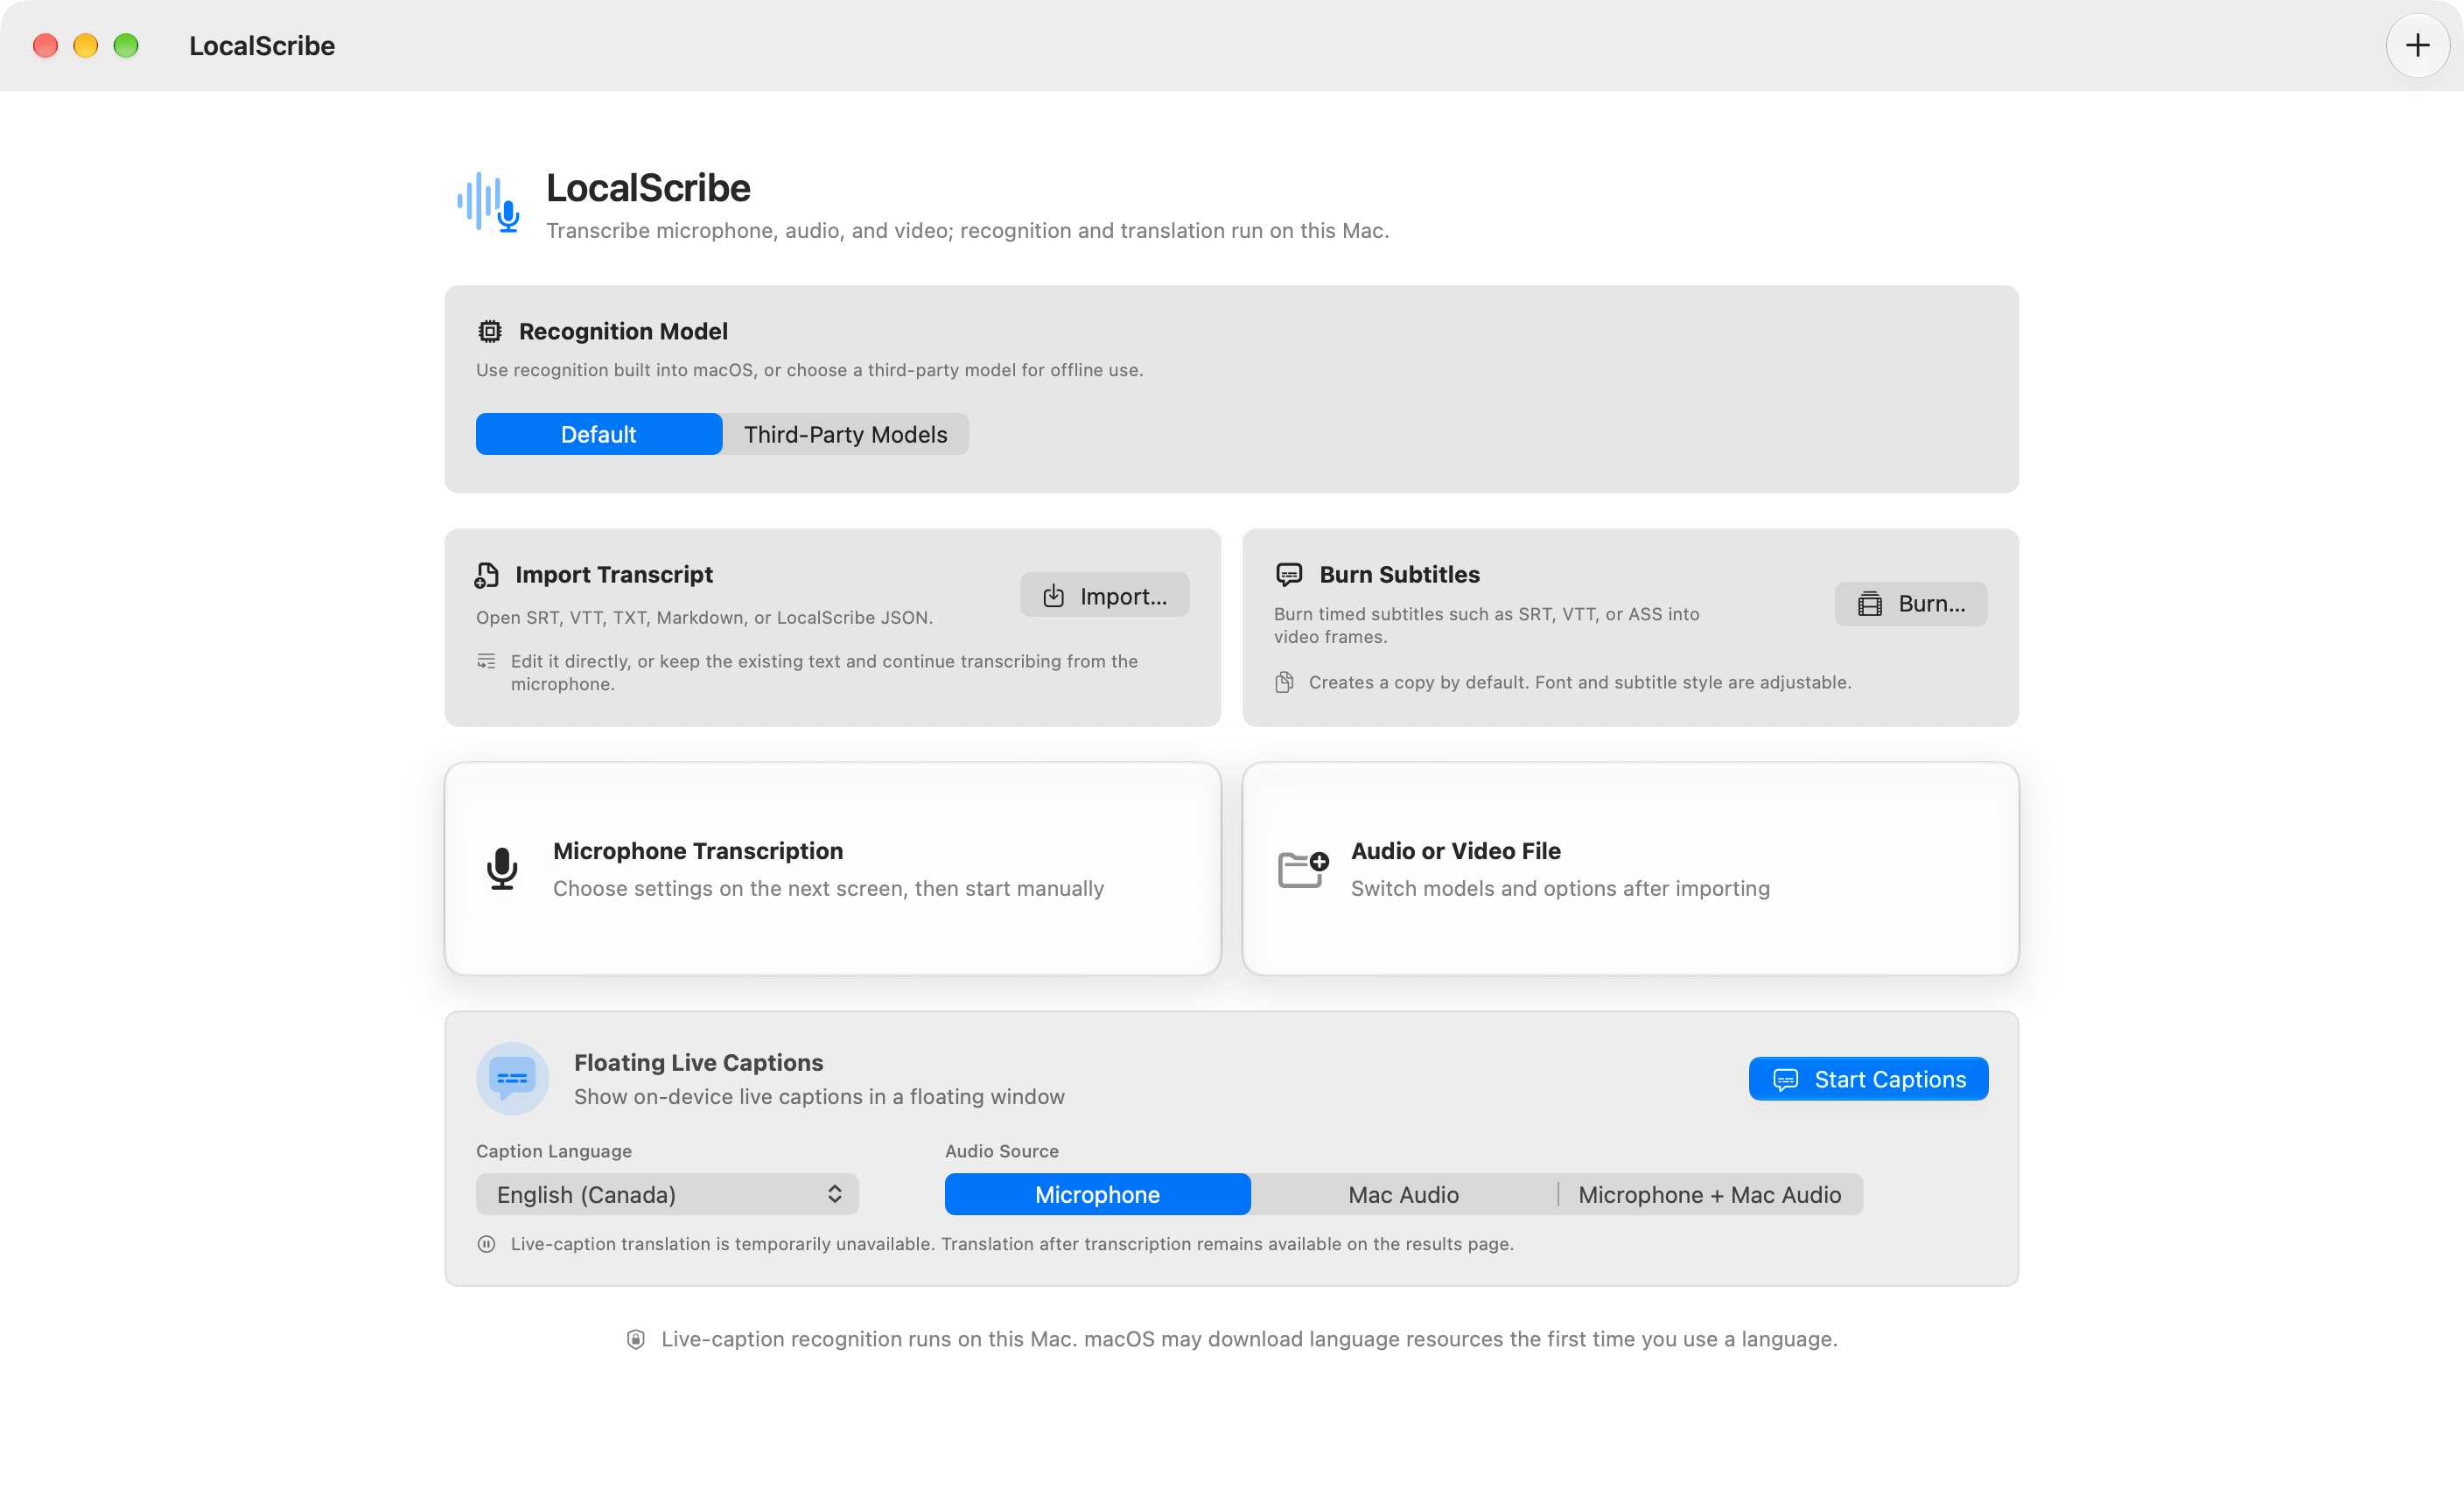 LocalScribe
LocalScribe
Transcribe microphone, audio, and video; recognition and translation run on this Mac.
Recognition Model
Use recognition built into macOS, or choose a third-party model for offline use.
Default
Third-Party Models
Import Transcript
Open SRT, VTT, TXT, Markdown, or LocalScribe JSON.
Import...
Edit it directly, or keep the existing text and continue transcribing from the
microphone.
Burn Subtitles
Burn timed subtitles such as SRT, VTT, or ASS into
video frames.
Burn...
Creates a copy by default. Font and subtitle style are adjustable.
Microphone Transcription
Choose settings on the next screen, then start manually
Audio or Video File
Switch models and options after importing
Floating Live Captions
Show on-device live captions in a floating window
Start Captions
Caption Language
English (Canada)
Audio Source
Microphone
Mac Audio
Microphone + Mac Audio
Live-caption translation is temporarily unavailable. Translation after transcription remains available on the results page.
Live-caption recognition runs on this Mac. macOS may download language resources the first time you use a language.